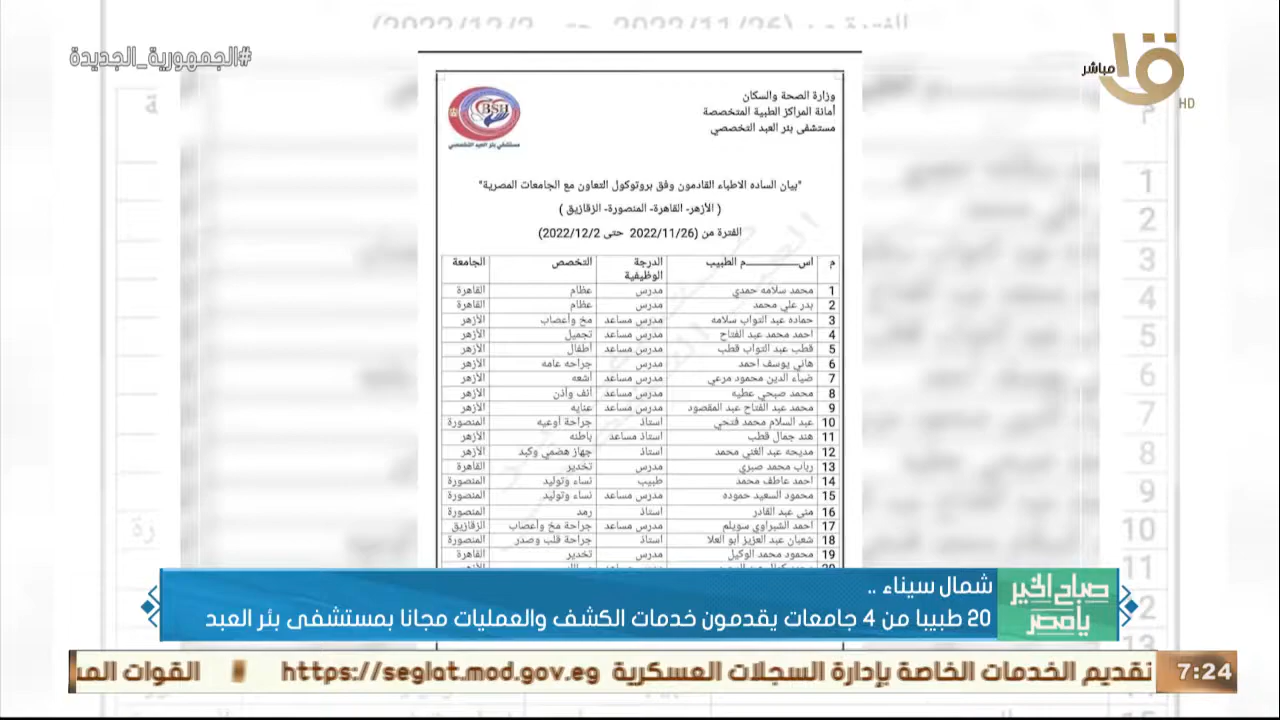 #الجمهورية_الجديدة
مباشر
HD
وزارة الصحة والسكان
أمانة المراكز الطبية المتخصصة
مستشفى بئر العبد التخصصي
BSH
مستشفى بئر العبد التخصصي
"بيان الساده الاطباء القادمون وفق بروتوكول التعاون مع الجامعات المصرية"
( الأزهر- القاهرة- المنصورة- الزقازيق )
الفترة من (2022/11/26 حتى 2022/12/2)
م اســـــــــم الطبيب الدرجة الوظيفية التخصص الجامعة
1 محمد سلامه حمدي مدرس عظام القاهرة
2 بدر علي محمد مدرس عظام القاهرة
3 حماده عبد التواب سلامه مدرس مساعد مخ وأعصاب الأزهر
4 احمد محمد عبد الفتاح مدرس مساعد تجميل الأزهر
5 قطب عبد التواب قطب مدرس مساعد أطفال الأزهر
6 هاني يوسف احمد مدرس جراحه عامه الأزهر
7 ضياء الدين محمود مرعي مدرس مساعد أشعه الأزهر
8 محمد صبحي عطيه مدرس مساعد أنف وأذن الأزهر
9 محمد عبد الفتاح عبد المقصود مدرس مساعد عنايه الأزهر
10 عبد السلام محمد فتحي استاذ جراحة أوعيه المنصورة
11 هند جمال قطب استاذ مساعد باطنه الأزهر
12 مديحه عبد الغني محمد استاذ جهاز هضمي وكبد الأزهر
13 رباب محمد صبري مدرس تخدير القاهرة
14 احمد عاطف محمد طبيب نساء وتوليد المنصورة
15 محمود السعيد حموده مدرس مساعد نساء وتوليد المنصورة
16 منى عبد القادر استاذ رمد المنصورة
17 احمد الشبراوي سويلم مدرس مساعد جراحة مخ وأعصاب الزقازيق
18 شعبان عبد العزيز أبو العلا استاذ جراحة قلب وصدر المنصورة
19 محمود محمد الوكيل مدرس تخدير القاهرة
صباح الخير يا مصر
شمال سيناء ..
20 طبيبا من 4 جامعات يقدمون خدمات الكشف والعمليات مجانا بمستشفى بئر العبد
7:24 تقديم الخدمات الخاصة بإدارة السجلات العسكرية https://seglat.mod.gov.eg القوات